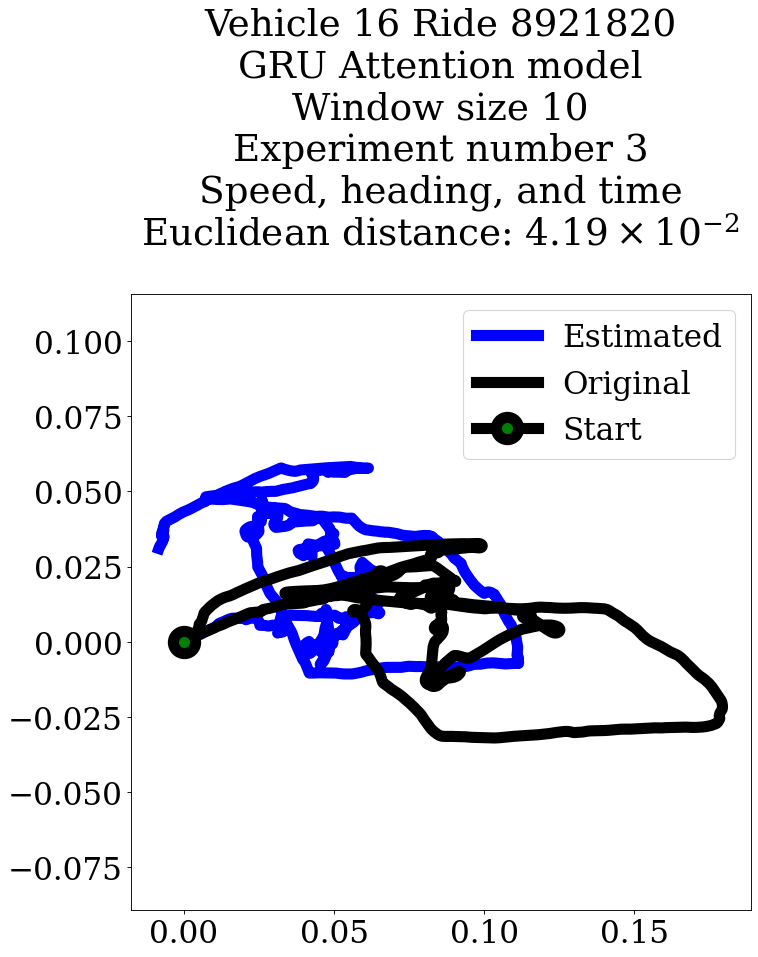 Vehicle 16 Ride 8921820
GRU Attention model
Window size 10
Experiment number 3
Speed, heading, and time
Euclidean distance: 4.19 × 10⁻²
Estimated
Original
Start
0.100
0.075
0.050
0.025
0.000
−0.025
−0.050
−0.075
0.00 0.05 0.10 0.15